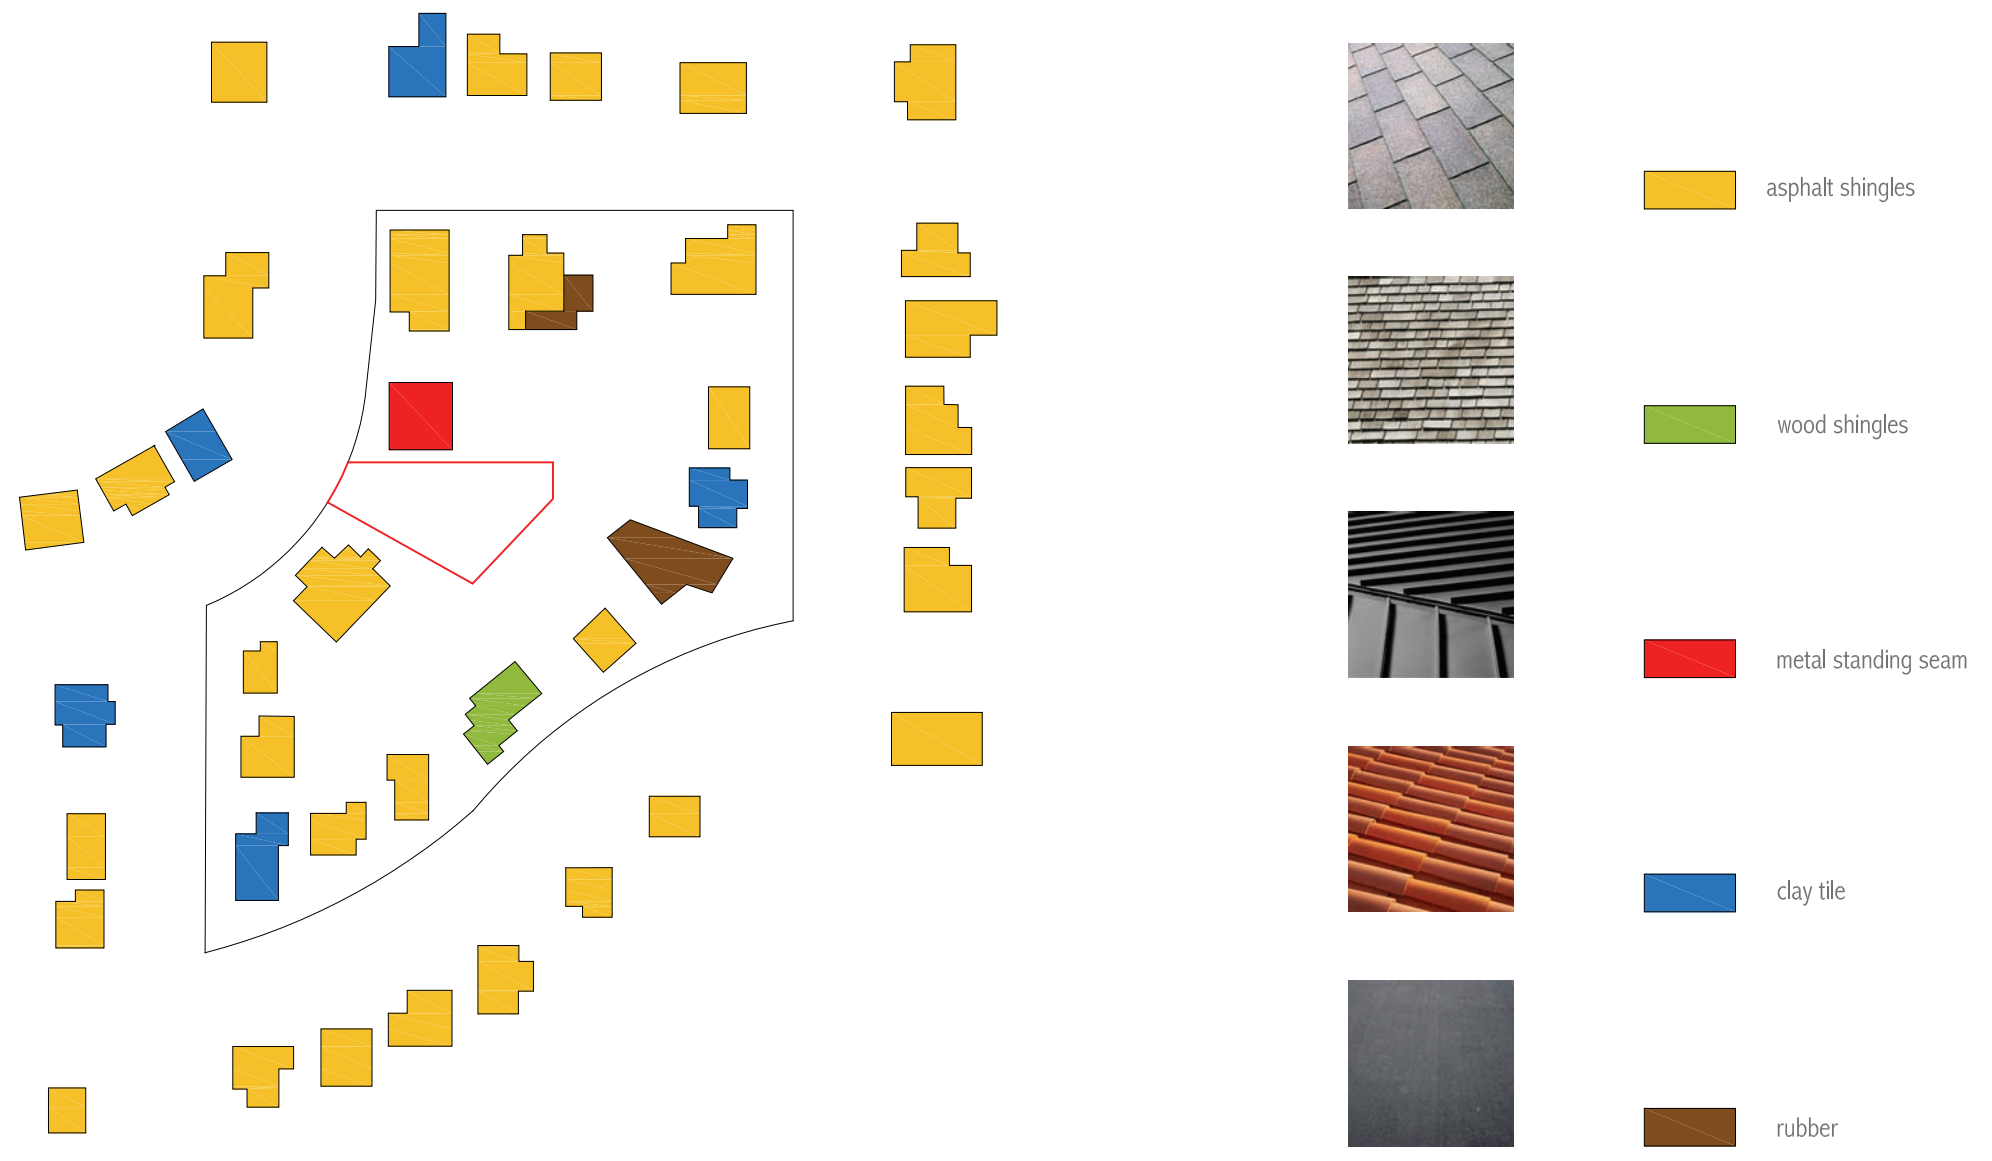 asphalt shingles
wood shingles
metal standing seam
clay tile
rubber